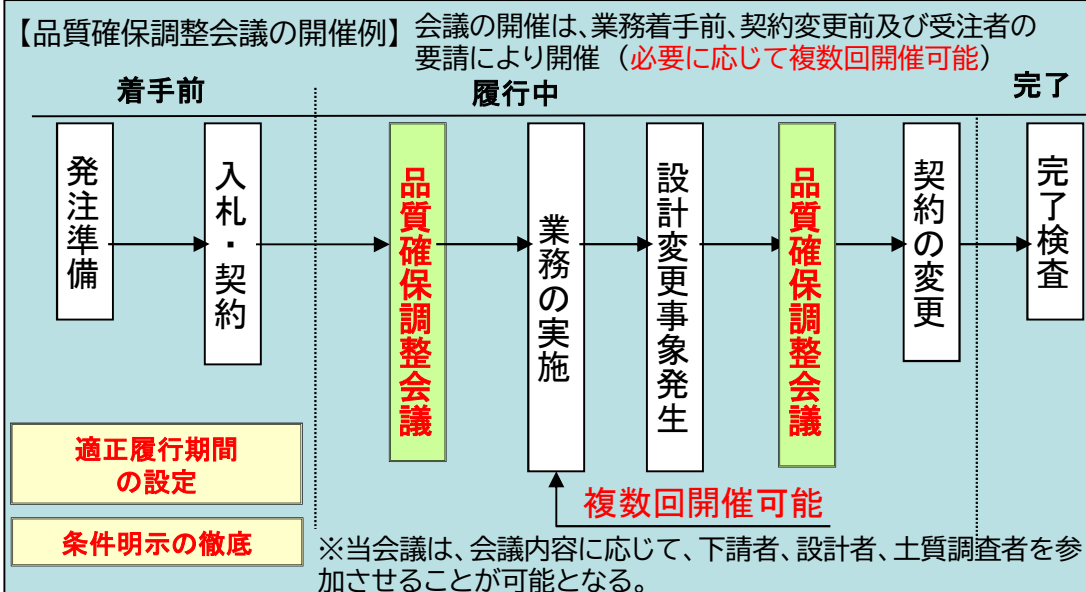 【品質確保調整会議の開催例】
会議の開催は、業務着手前、契約変更前及び受注者の
要請により開催（必要に応じて複数回開催可能）
着手前
履行中
完了
発注準備
入札・契約
品質確保調整会議
業務の実施
設計変更事象発生
品質確保調整会議
契約の変更
完了検査
適正履行期間
の設定
条件明示の徹底
複数回開催可能
※当会議は、会議内容に応じて、下請者、設計者、土質調査者を参
加させることが可能となる。